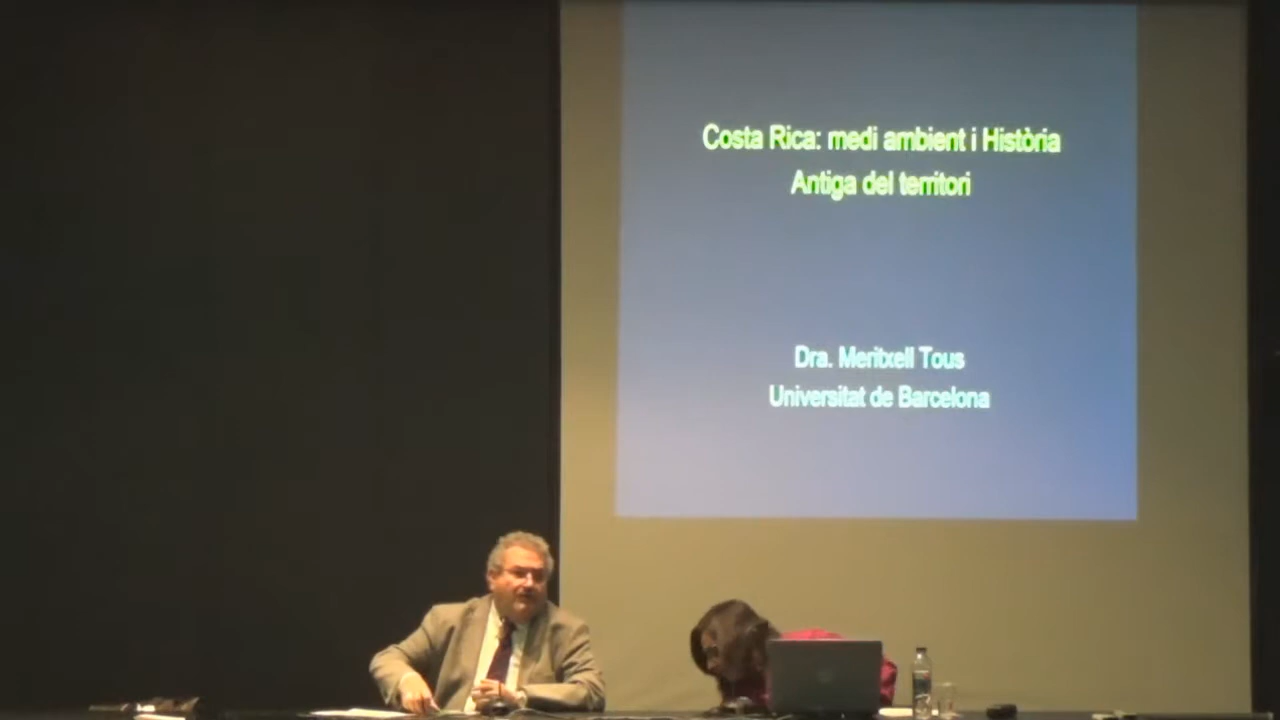 Costa Rica: medi ambient i Història
Antiga del territori
Dra. Meritxell Tous
Universitat de Barcelona